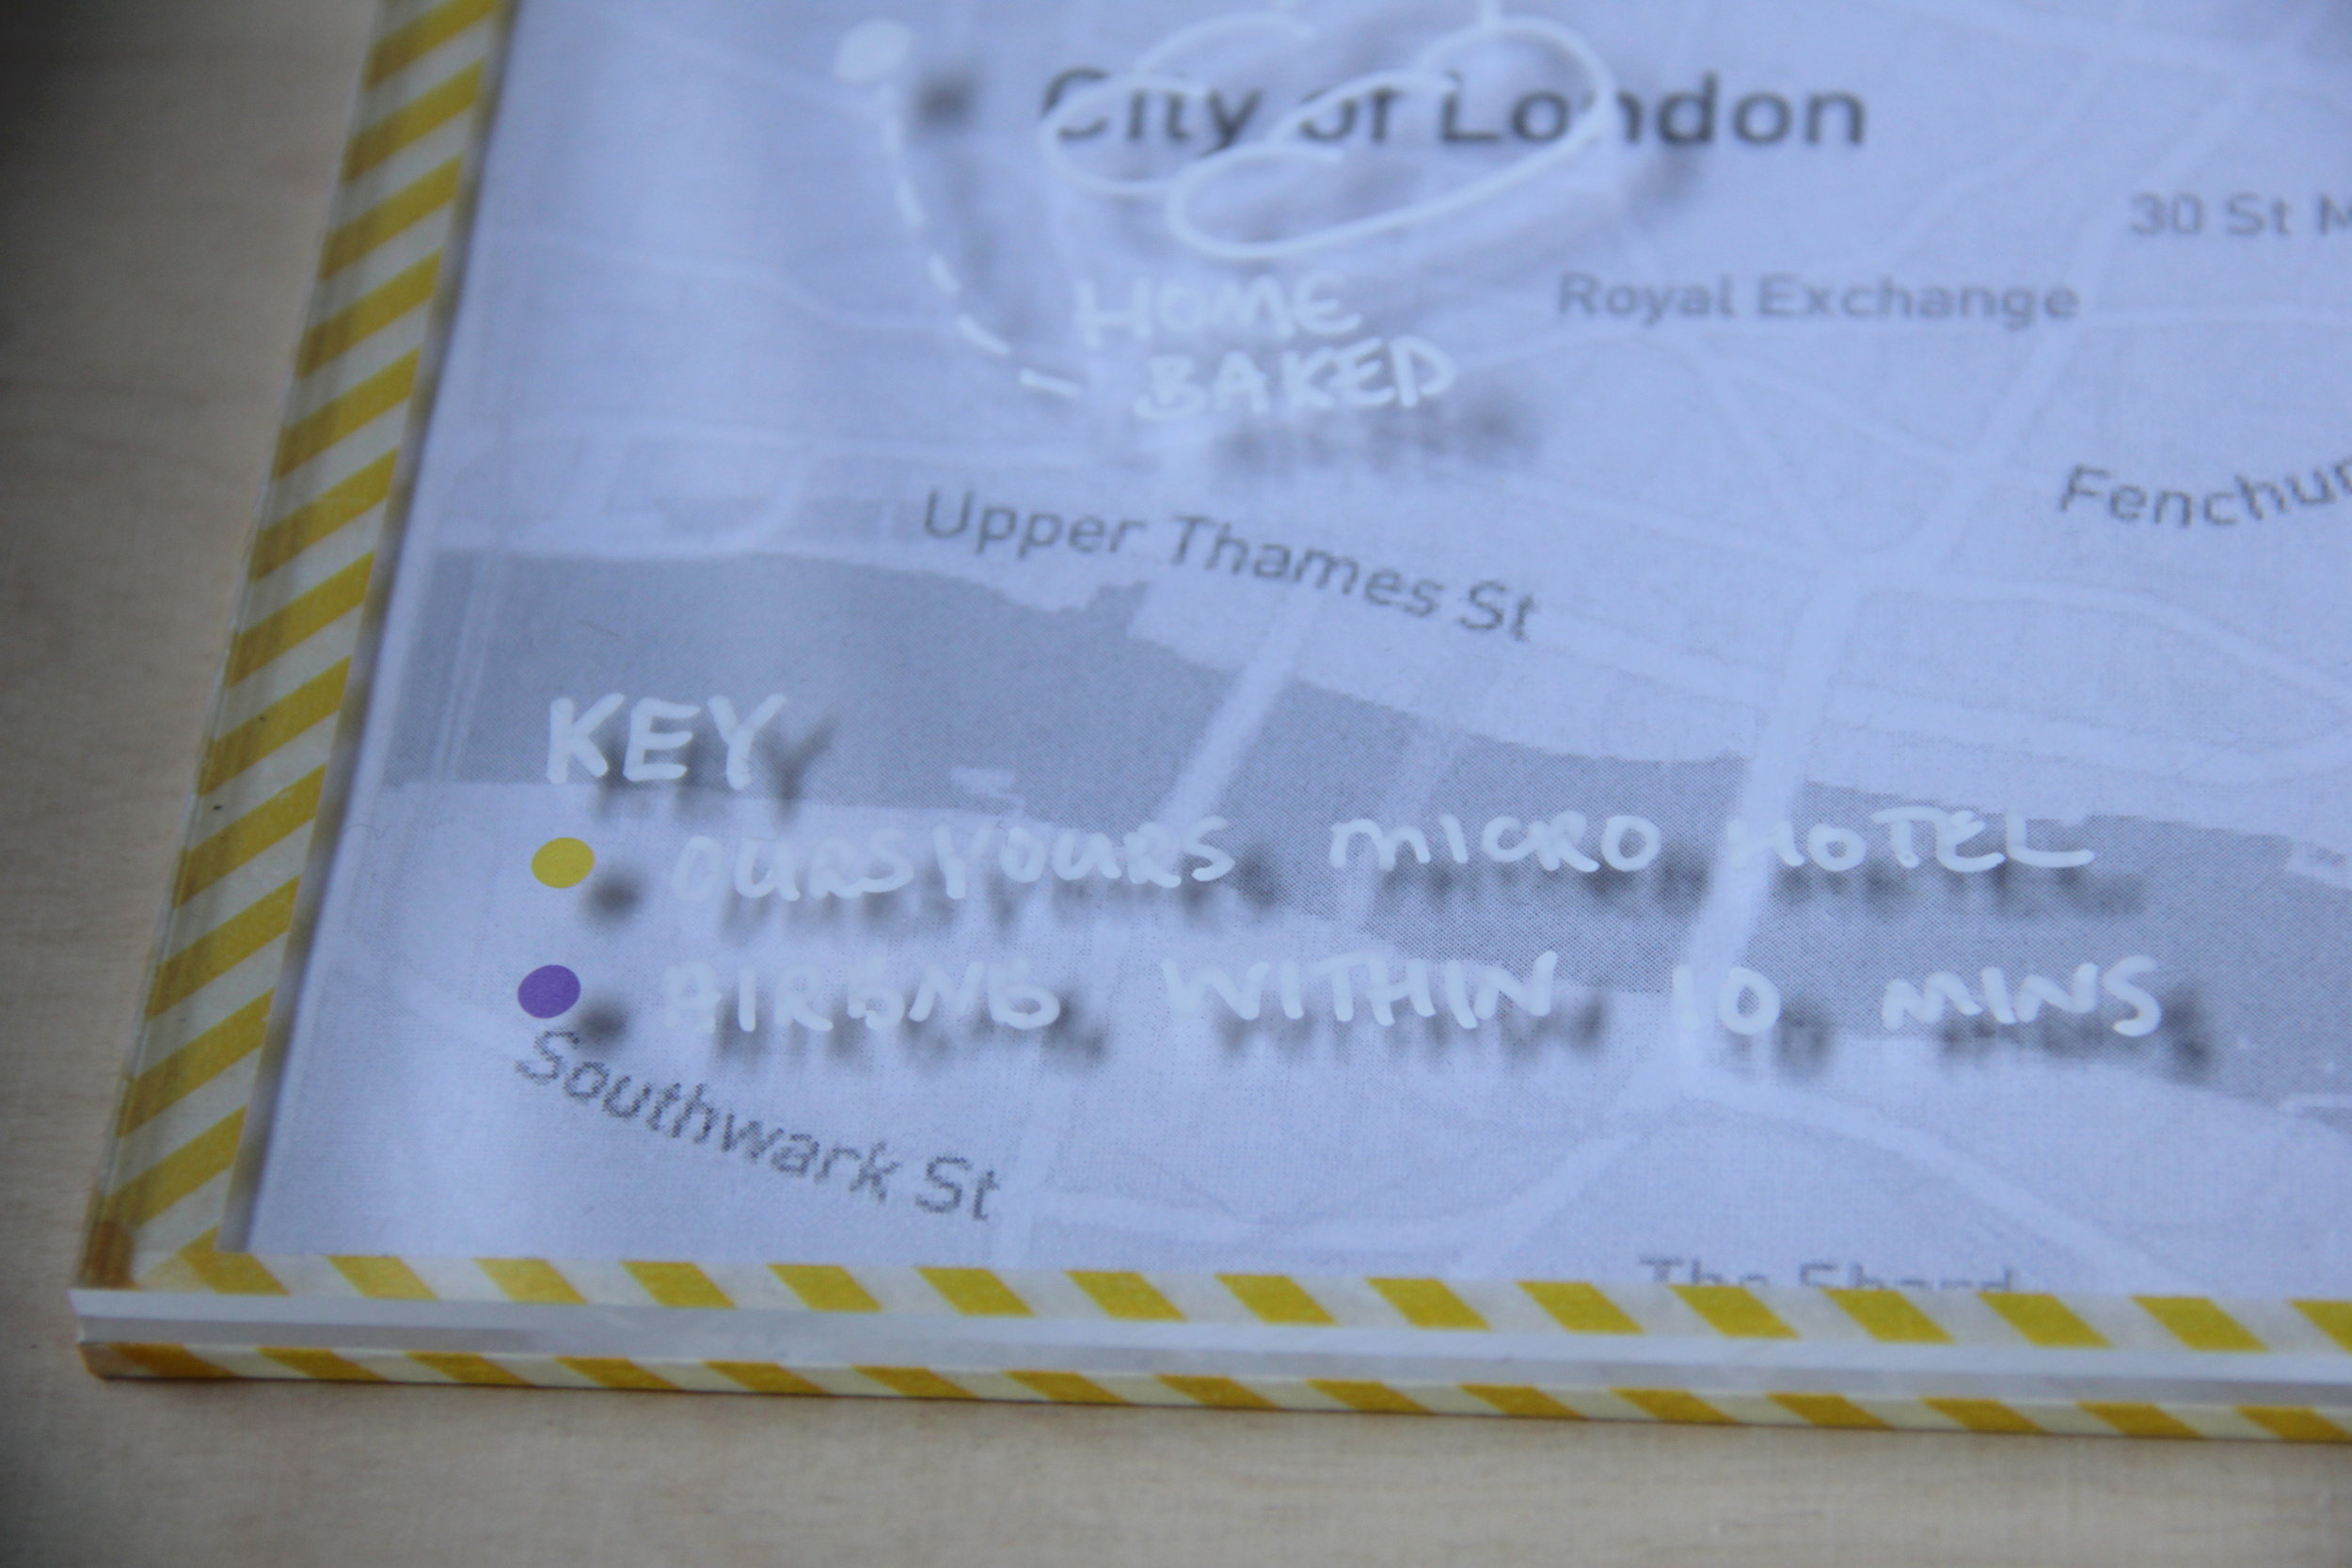 City of London
30 St M
HOME
Royal Exchange
BAKED
Upper Thames St
Fenchur
KEY
OURSYOURS MICRO HOTEL
AIRBNB WITHIN 10 MINS
Southwark St
The Shard